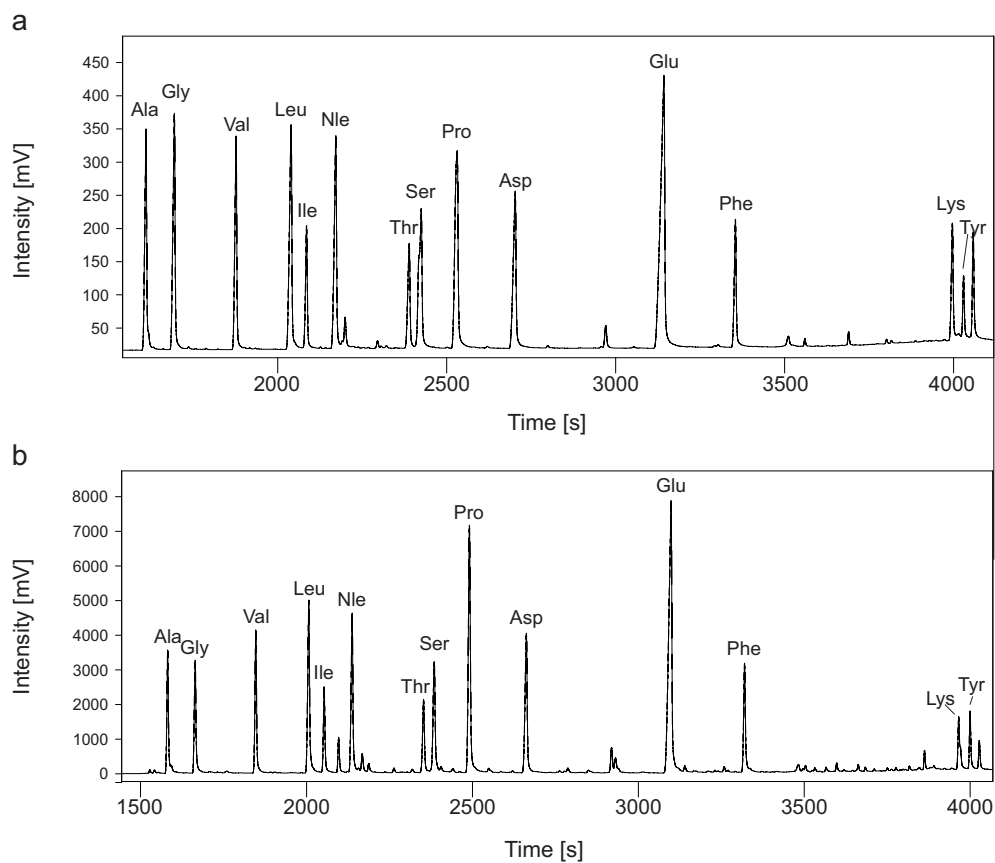 a
450
400
350
300
250
200
150
100
50
Intensity [mV]
Ala
Gly
Val
Leu
Ile
Nle
Thr
Ser
Pro
Asp
Glu
Phe
Lys
Tyr
2000
2500
3000
3500
4000
Time [s]
b
8000
7000
6000
5000
4000
3000
2000
1000
0
Intensity [mV]
Ala
Gly
Val
Leu
Ile
Nle
Thr
Ser
Pro
Asp
Glu
Phe
Lys
Tyr
1500
2000
2500
3000
3500
4000
Time [s]